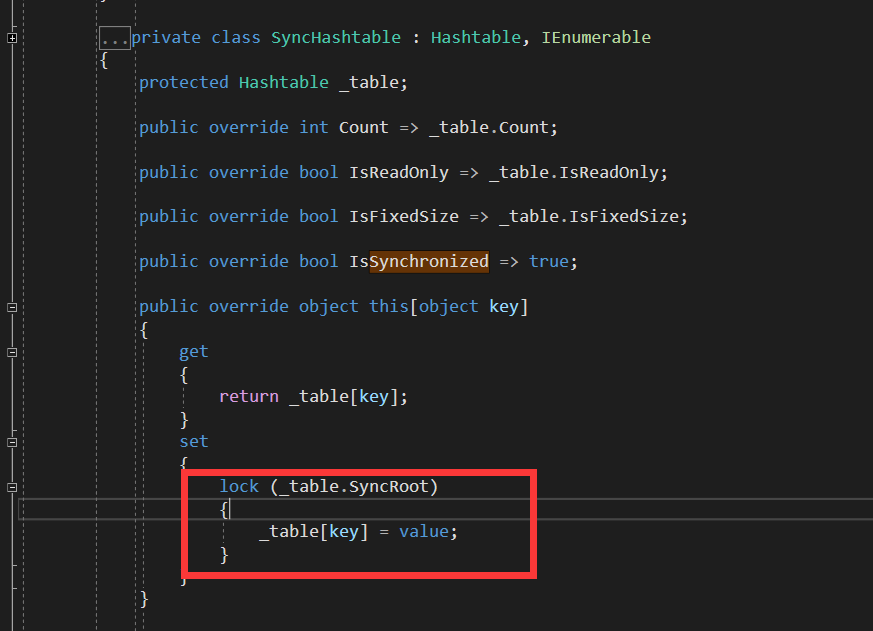 ...private class SyncHashtable : Hashtable, IEnumerable
{
protected Hashtable _table;
public override int Count => _table.Count;
public override bool IsReadOnly => _table.IsReadOnly;
public override bool IsFixedSize => _table.IsFixedSize;
public override bool IsSynchronized => true;
public override object this[object key]
{
get
{
return _table[key];
}
set
{
lock (_table.SyncRoot)
{
_table[key] = value;
}
}
}